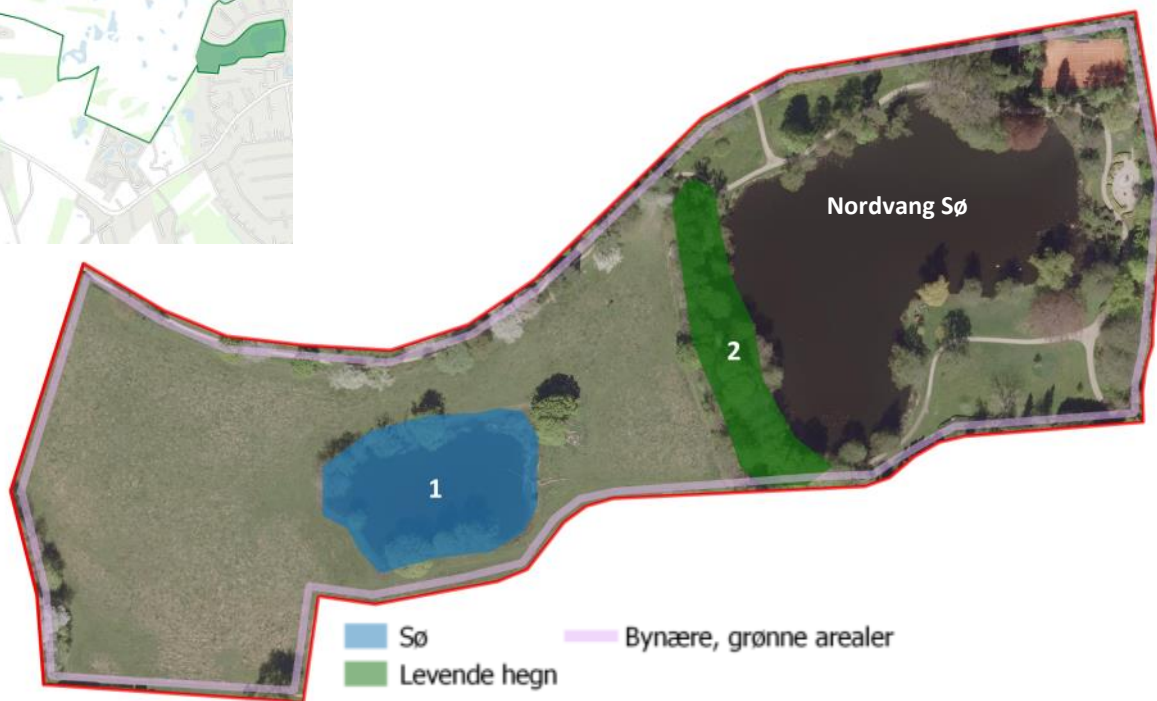 Nordvang Sø
2
1
Sø
Bynære, grønne arealer
Levende hegn